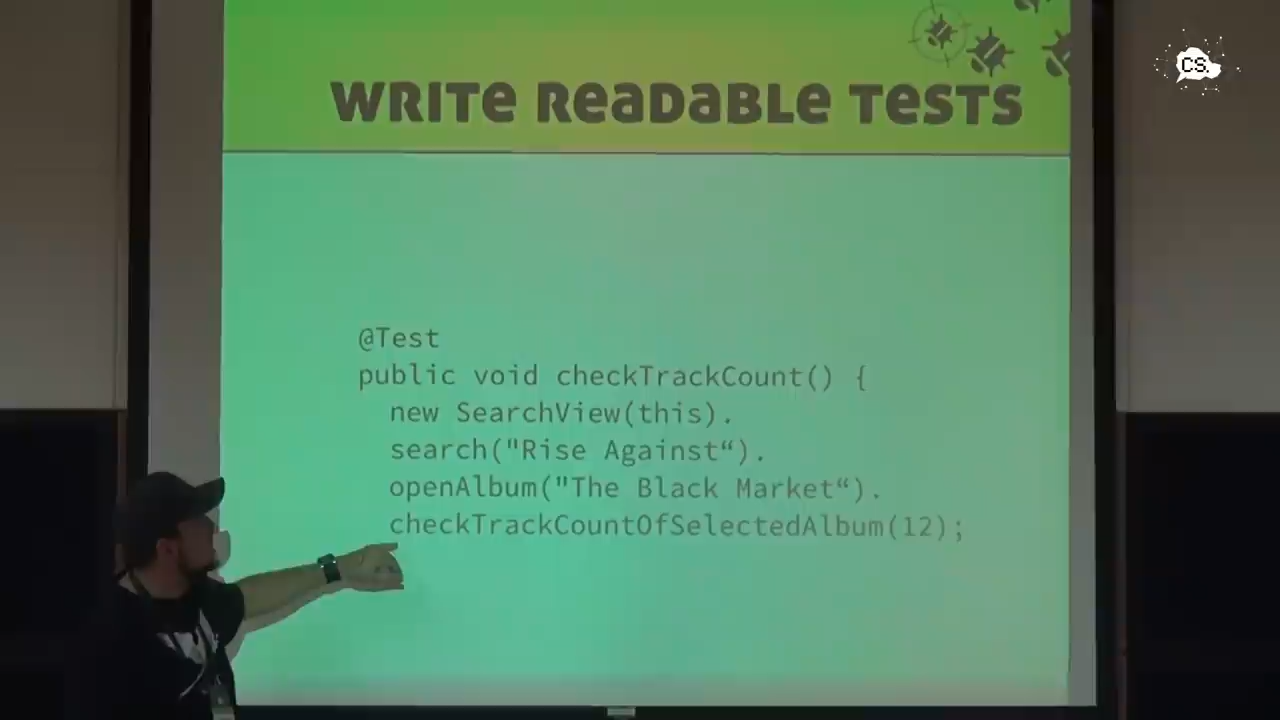 CS.
WRITE READABLE TESTS
@Test
public void checkTrackCount() {
new SearchView(this).
search("Rise Against“).
openAlbum("The Black Market“).
checkTrackCountOfSelectedAlbum(12);